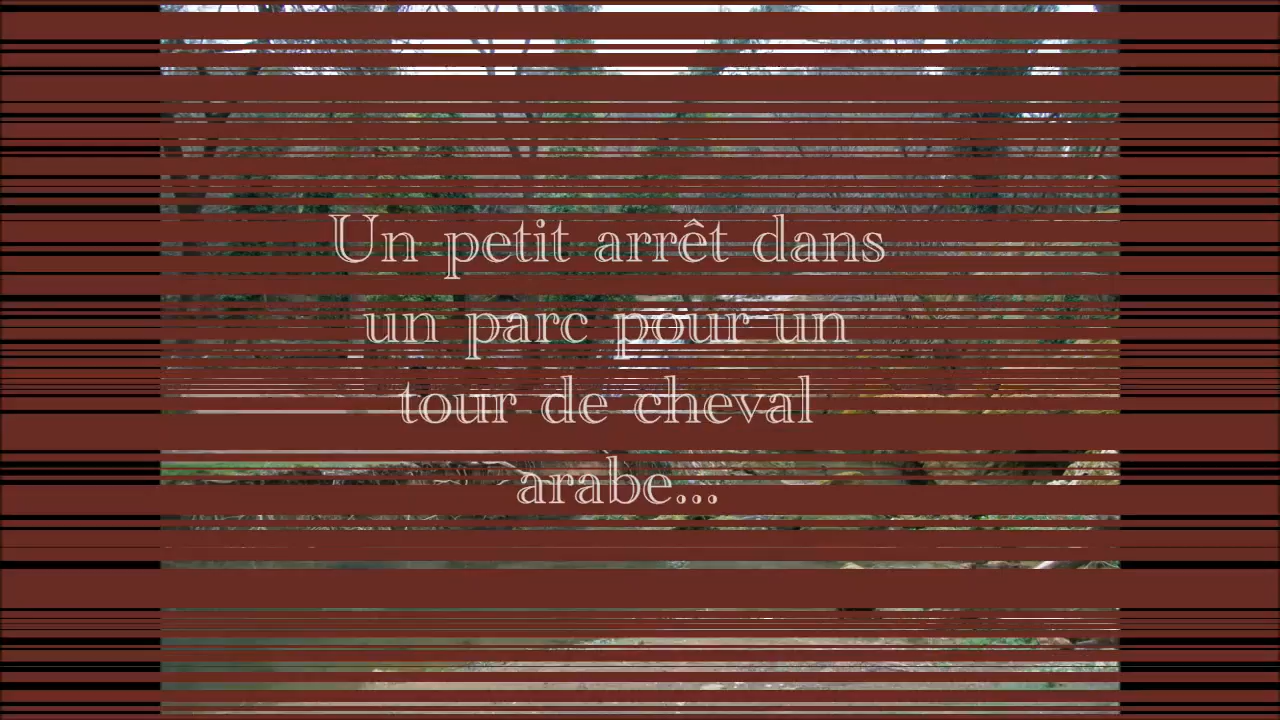 Un petit arrêt dans
un parc pour un
tour de cheval
arabe...